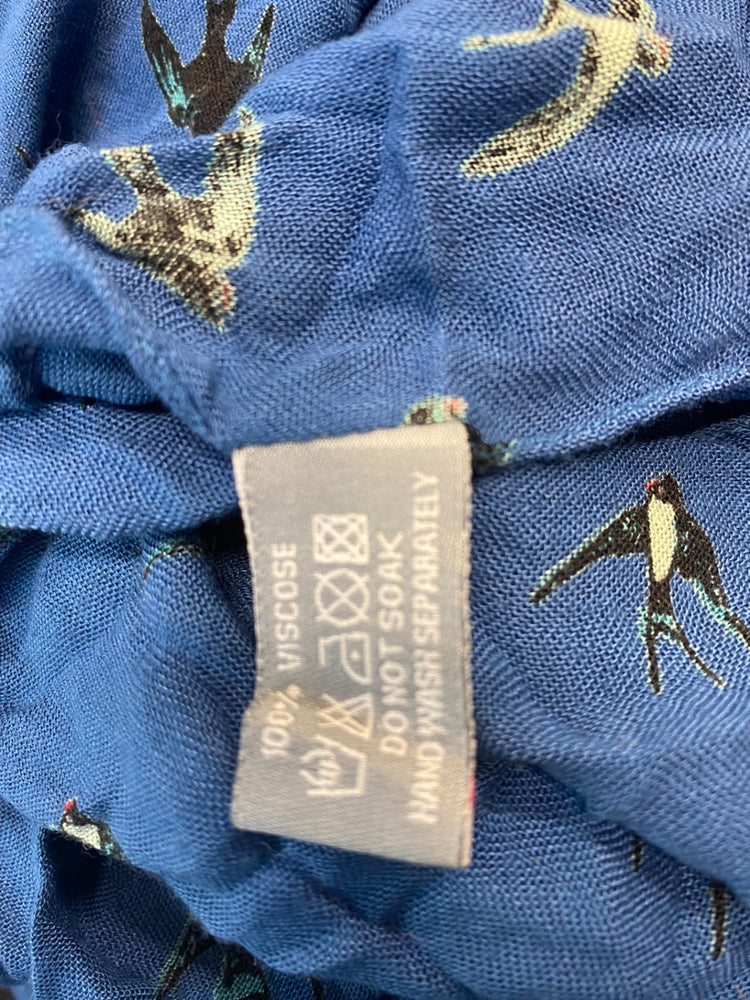 100% VISCOSE
DO NOT SOAK
HAND WASH SEPARATELY